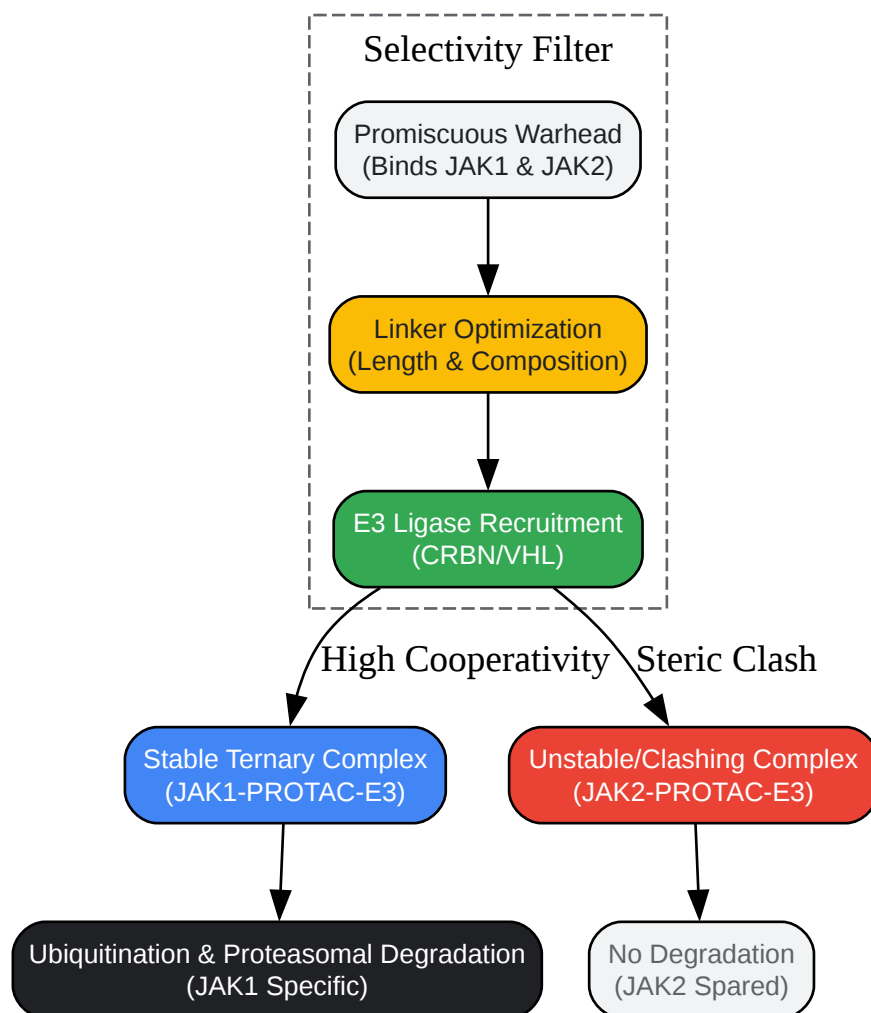 Selectivity Filter
Promiscuous Warhead
(Binds JAK1 & JAK2)
Linker Optimization
(Length & Composition)
E3 Ligase Recruitment
(CRBN/VHL)
High Cooperativity
Steric Clash
Stable Ternary Complex
(JAK1-PROTAC-E3)
Unstable/Clashing Complex
(JAK2-PROTAC-E3)
Ubiquitination & Proteasomal Degradation
(JAK1 Specific)
No Degradation
(JAK2 Spared)